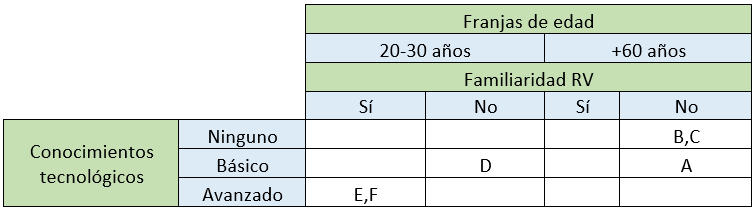 Franjas de edad
20-30 años +60 años
Familiaridad RV
Sí No Sí No
Conocimientos tecnológicos
Ninguno B,C
Básico D A
Avanzado E,F